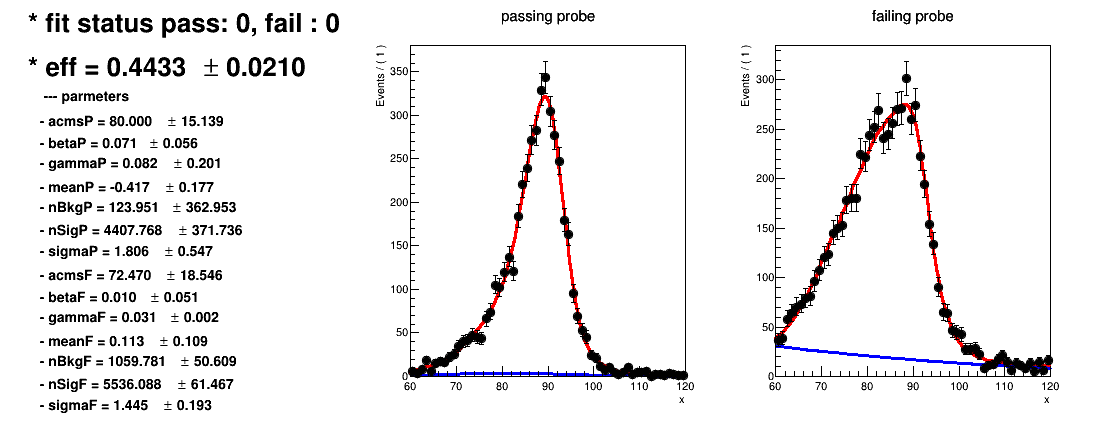 * fit status pass: 0, fail : 0
* eff = 0.4433 ± 0.0210
--- parmeters
- acmsP = 80.000 ± 15.139
- betaP = 0.071 ± 0.056
- gammaP = 0.082 ± 0.201
- meanP = -0.417 ± 0.177
- nBkgP = 123.951 ± 362.953
- nSigP = 4407.768 ± 371.736
- sigmaP = 1.806 ± 0.547
- acmsF = 72.470 ± 18.546
- betaF = 0.010 ± 0.051
- gammaF = 0.031 ± 0.002
- meanF = 0.113 ± 0.109
- nBkgF = 1059.781 ± 50.609
- nSigF = 5536.088 ± 61.467
- sigmaF = 1.445 ± 0.193
passing probe
Events / ( 1 )
350
300
250
200
150
100
50
0
60 70 80 90 100 110 120
x
failing probe
Events / ( 1 )
300
250
200
150
100
50
0
60 70 80 90 100 110 120
x